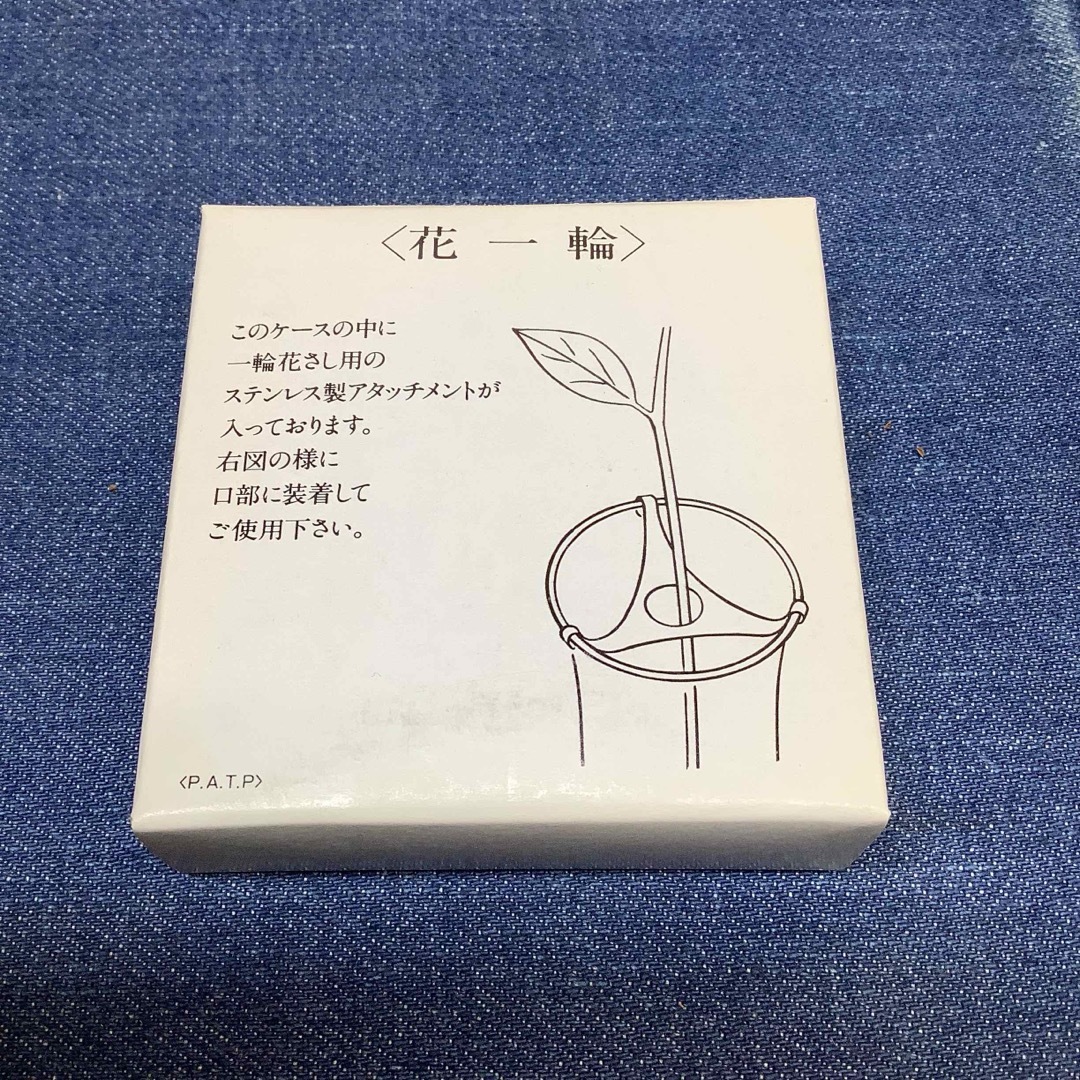 〈花一輪〉
このケースの中に
一輪花さし用の
ステンレス製アタッチメントが
入っております。
右図の様に
口部に装着して
ご使用下さい。
〈P.A.T.P〉